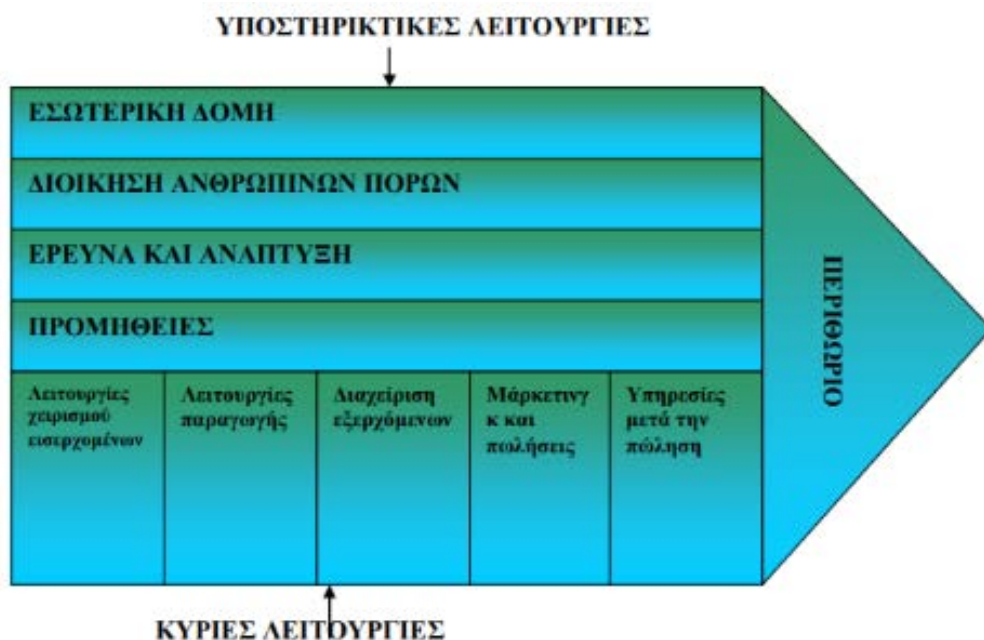 ΥΠΟΣΤΗΡΙΚΤΙΚΕΣ ΛΕΙΤΟΥΡΓΙΕΣ
ΕΣΩΤΕΡΙΚΗ ΔΟΜΗ
ΔΙΟΙΚΗΣΗ ΑΝΘΡΩΠΙΝΩΝ ΠΟΡΩΝ
ΕΡΕΥΝΑ ΚΑΙ ΑΝΑΠΤΥΞΗ
ΠΡΟΜΗΘΕΙΕΣ
Λειτουργίες
χειρισμού
εισερχομένων
Λειτουργίες
παραγωγής
Διαχείριση
εξερχόμενων
Μάρκετινγ
κ και
πωλήσεις
Υπηρεσίες
μετά την
πώληση
ΠΕΡΙΘΩΡΙΟ
ΚΥΡΙΕΣ ΛΕΙΤΟΥΡΓΙΕΣ